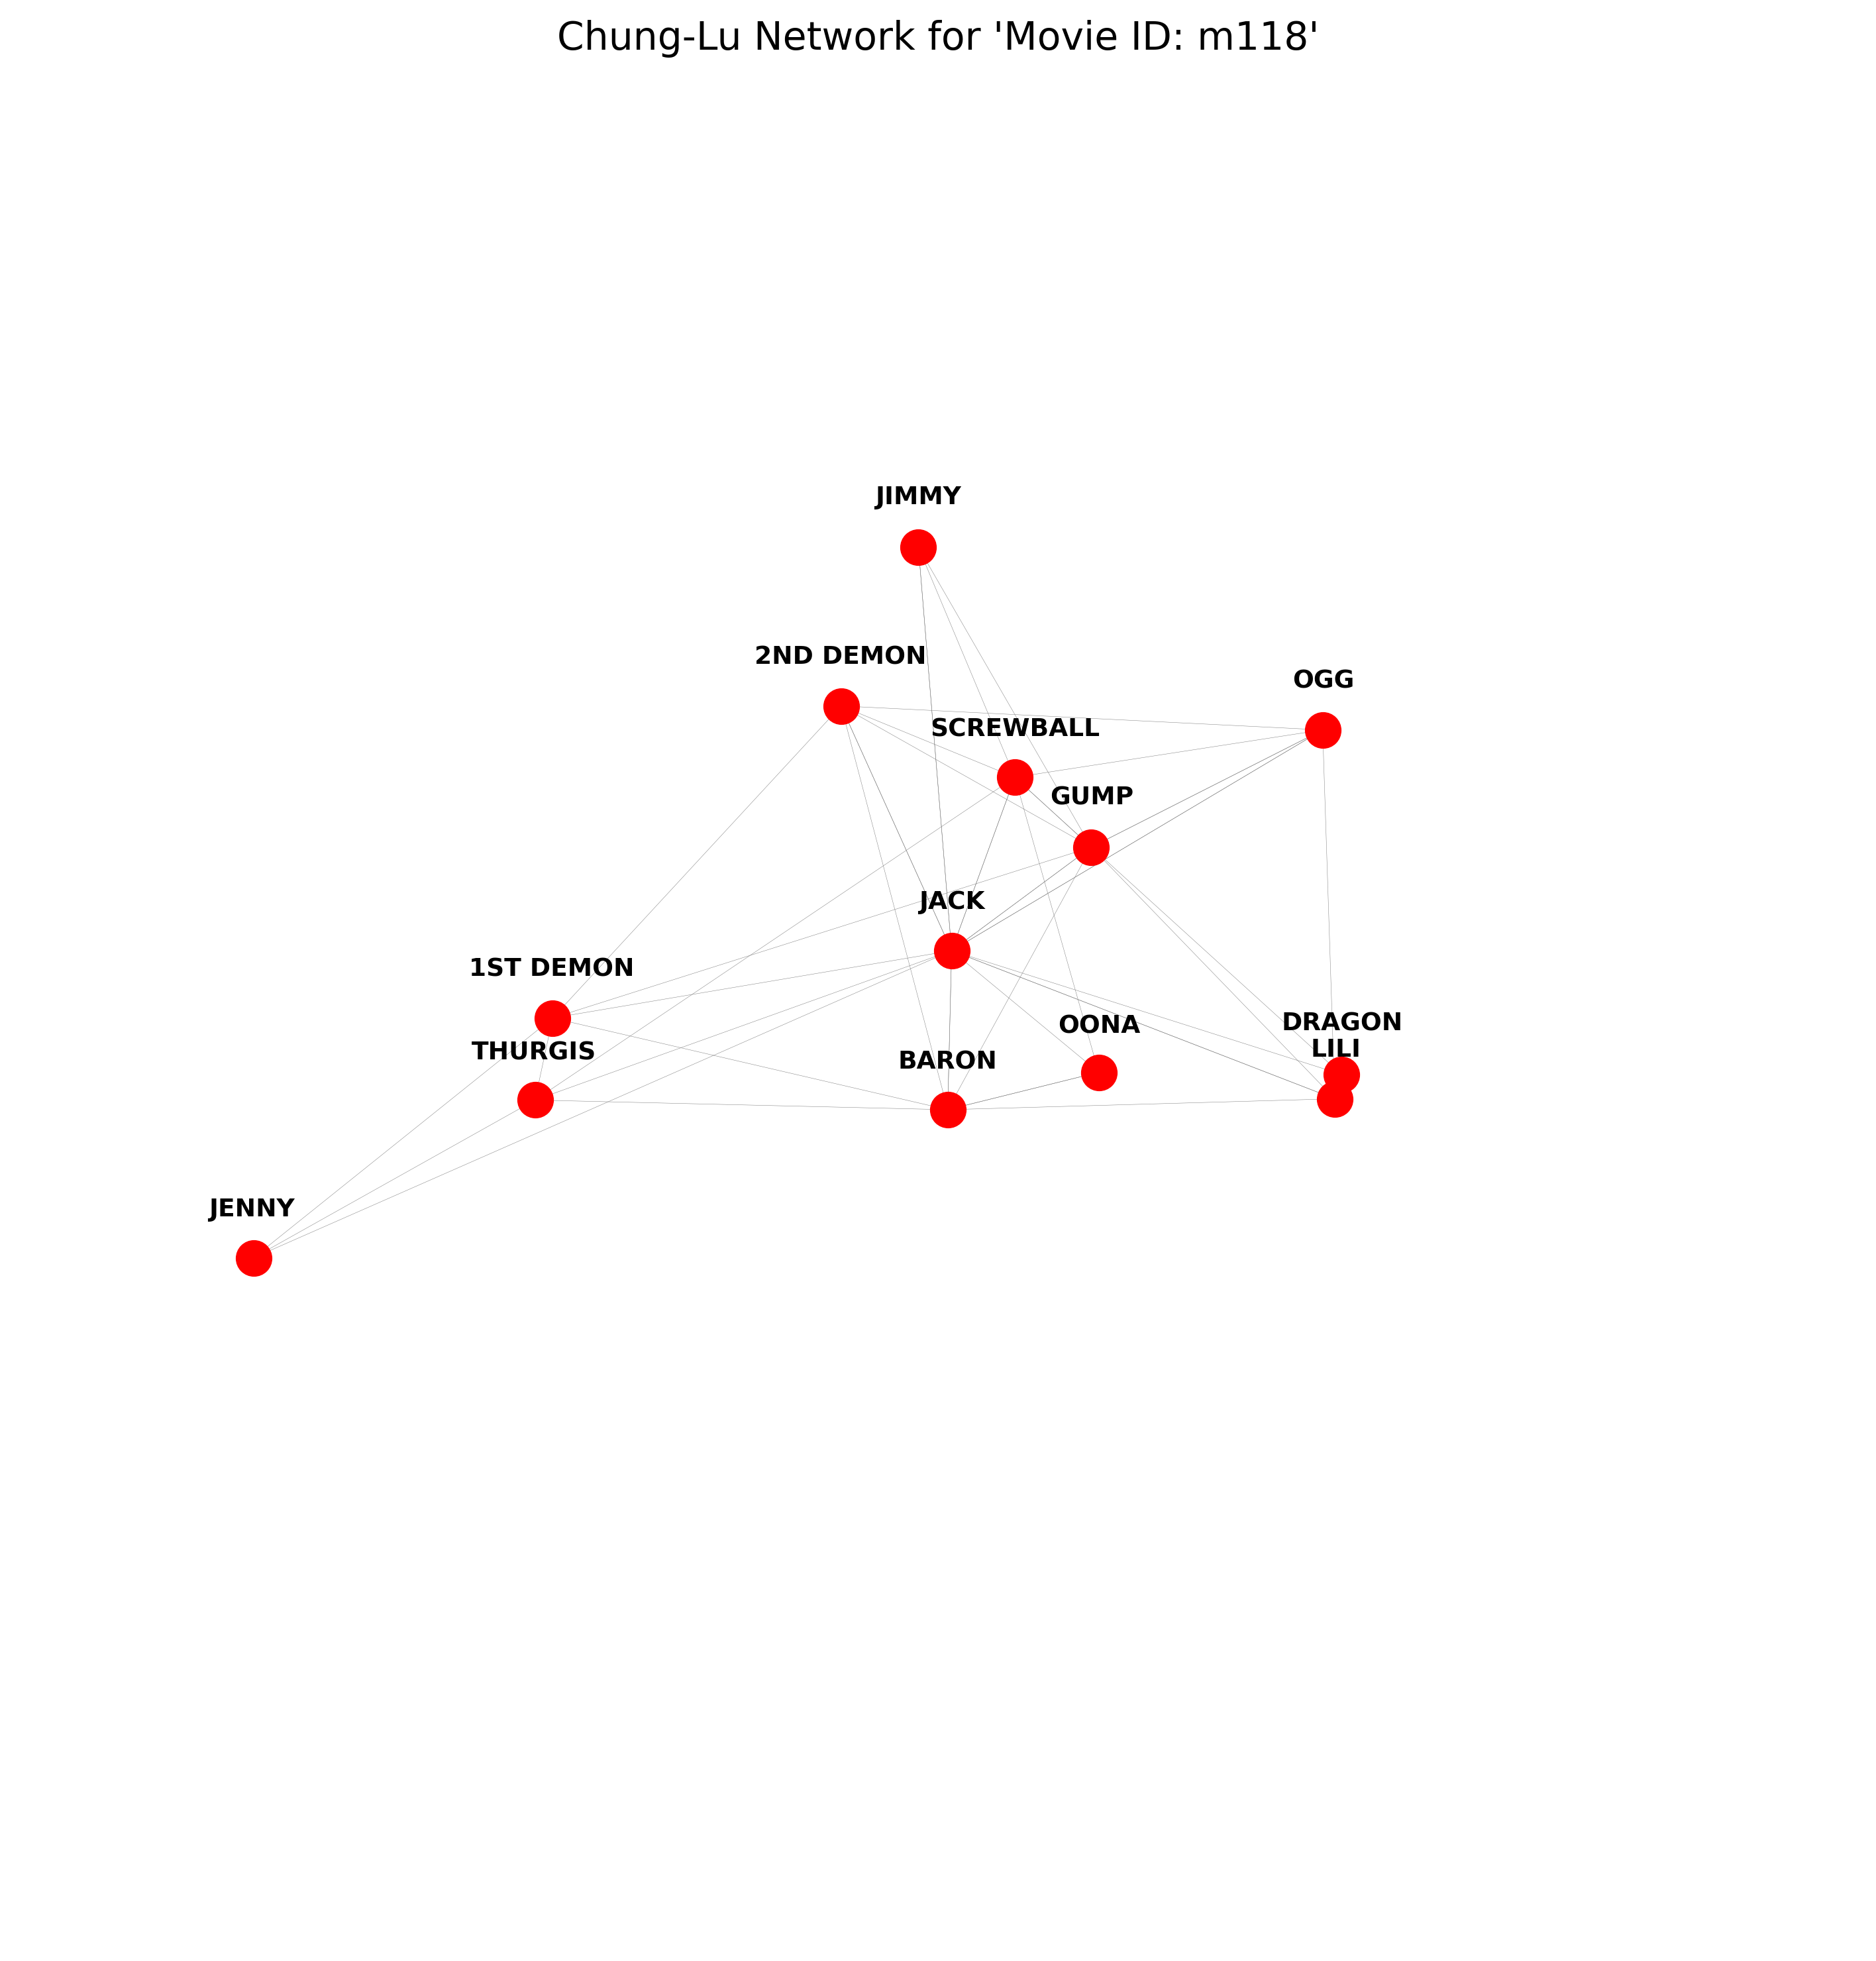 Chung-Lu Network for 'Movie ID: m118'
JIMMY
2ND DEMON
OGG
SCREWBALL
GUMP
JACK
1ST DEMON
DRAGON
OONA
LILI
THURGIS
BARON
JENNY